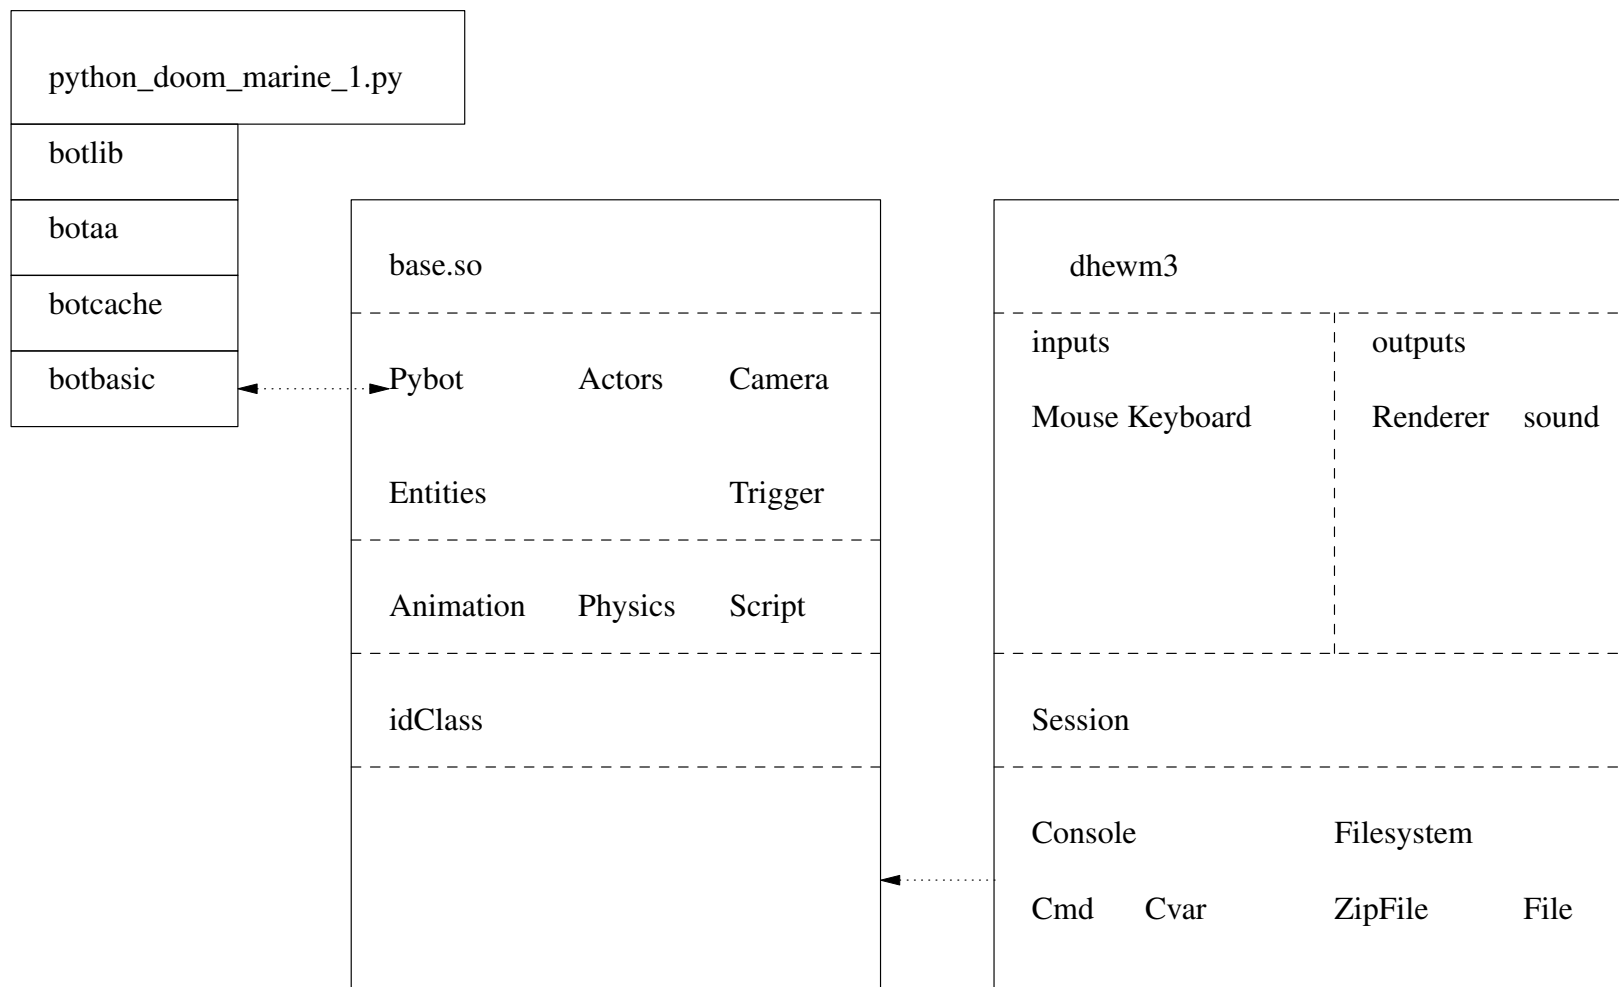 python_doom_marine_1.py
botlib
botaa
botcache
botbasic
base.so
Pybot Actors Camera
Entities Trigger
Animation Physics Script
idClass
dhewm3
inputs outputs
Mouse Keyboard Renderer sound
Session
Console Filesystem
Cmd Cvar ZipFile File